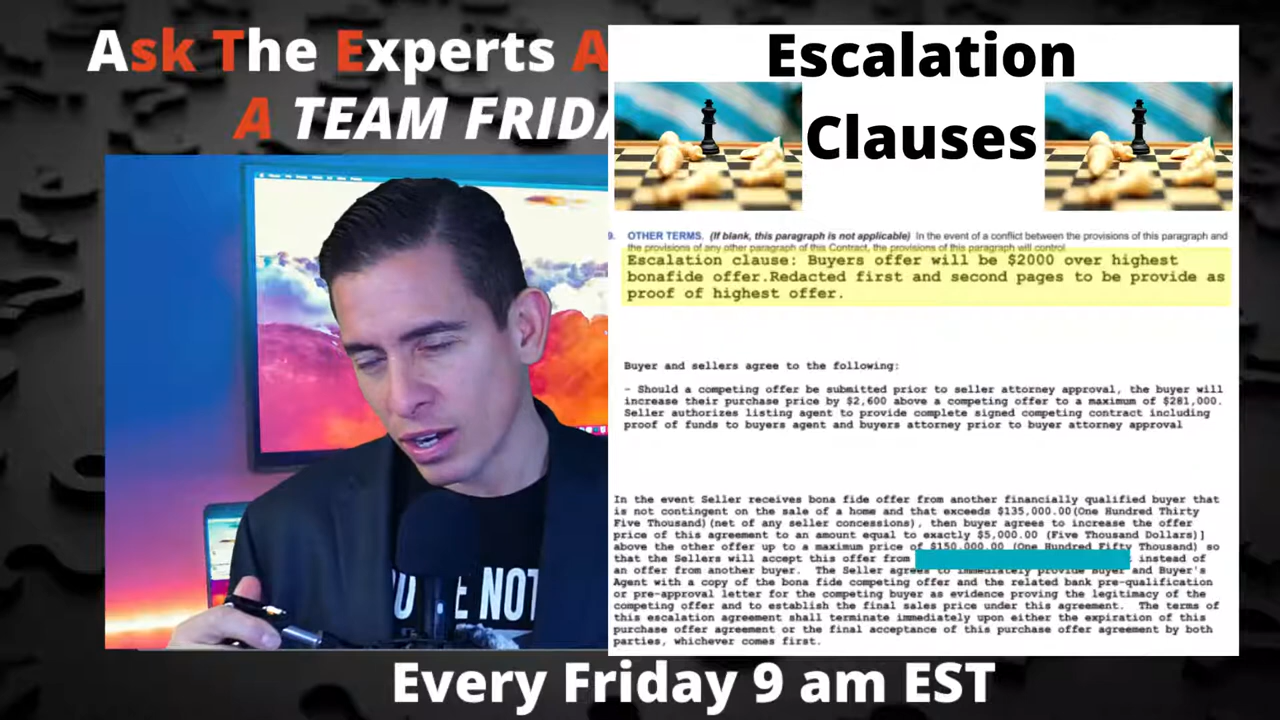 Ask The Experts A
A TEAM FRIDA
Escalation
Clauses
9. OTHER TERMS. (If blank, this paragraph is not applicable) In the event of a conflict between the provisions of this paragraph and
the provisions of any other paragraph of this Contract, the provisions of this paragraph will control.
Escalation clause: Buyers offer will be $2000 over highest
bonafide offer.Redacted first and second pages to be provide as
proof of highest offer.
Buyer and sellers agree to the following:
- Should a competing offer be submitted prior to seller attorney approval, the buyer will
increase their purchase price by $2,600 above a competing offer to a maximum of $281,000.
Seller authorizes listing agent to provide complete signed competing contract including
proof of funds to buyers agent and buyers attorney prior to buyer attorney approval
In the event Seller receives bona fide offer from another financially qualified buyer that
is not contingent on the sale of a home and that exceeds $135,000.00(One Hundred Thirty
Five Thousand)(net of any seller concessions), then buyer agrees to increase the offer
price of this agreement to an amount equal to exactly $5,000.00 (Five Thousand Dollars)]
above the other offer up to a maximum price of $150,000.00 (One Hundred Fifty Thousand) so
that the Sellers will accept this offer from instead of
an offer from another buyer. The Seller agrees to immediately provide Buyer and Buyer's
Agent with a copy of the bona fide competing offer and the related bank pre-qualification
or pre-approval letter for the competing buyer as evidence proving the legitimacy of the
competing offer and to establish the final sales price under this agreement. The terms of
this escalation agreement shall terminate immediately upon either the expiration of this
purchase offer agreement or the final acceptance of this purchase offer agreement by both
parties, whichever comes first.
E NOT
Every Friday 9 am EST